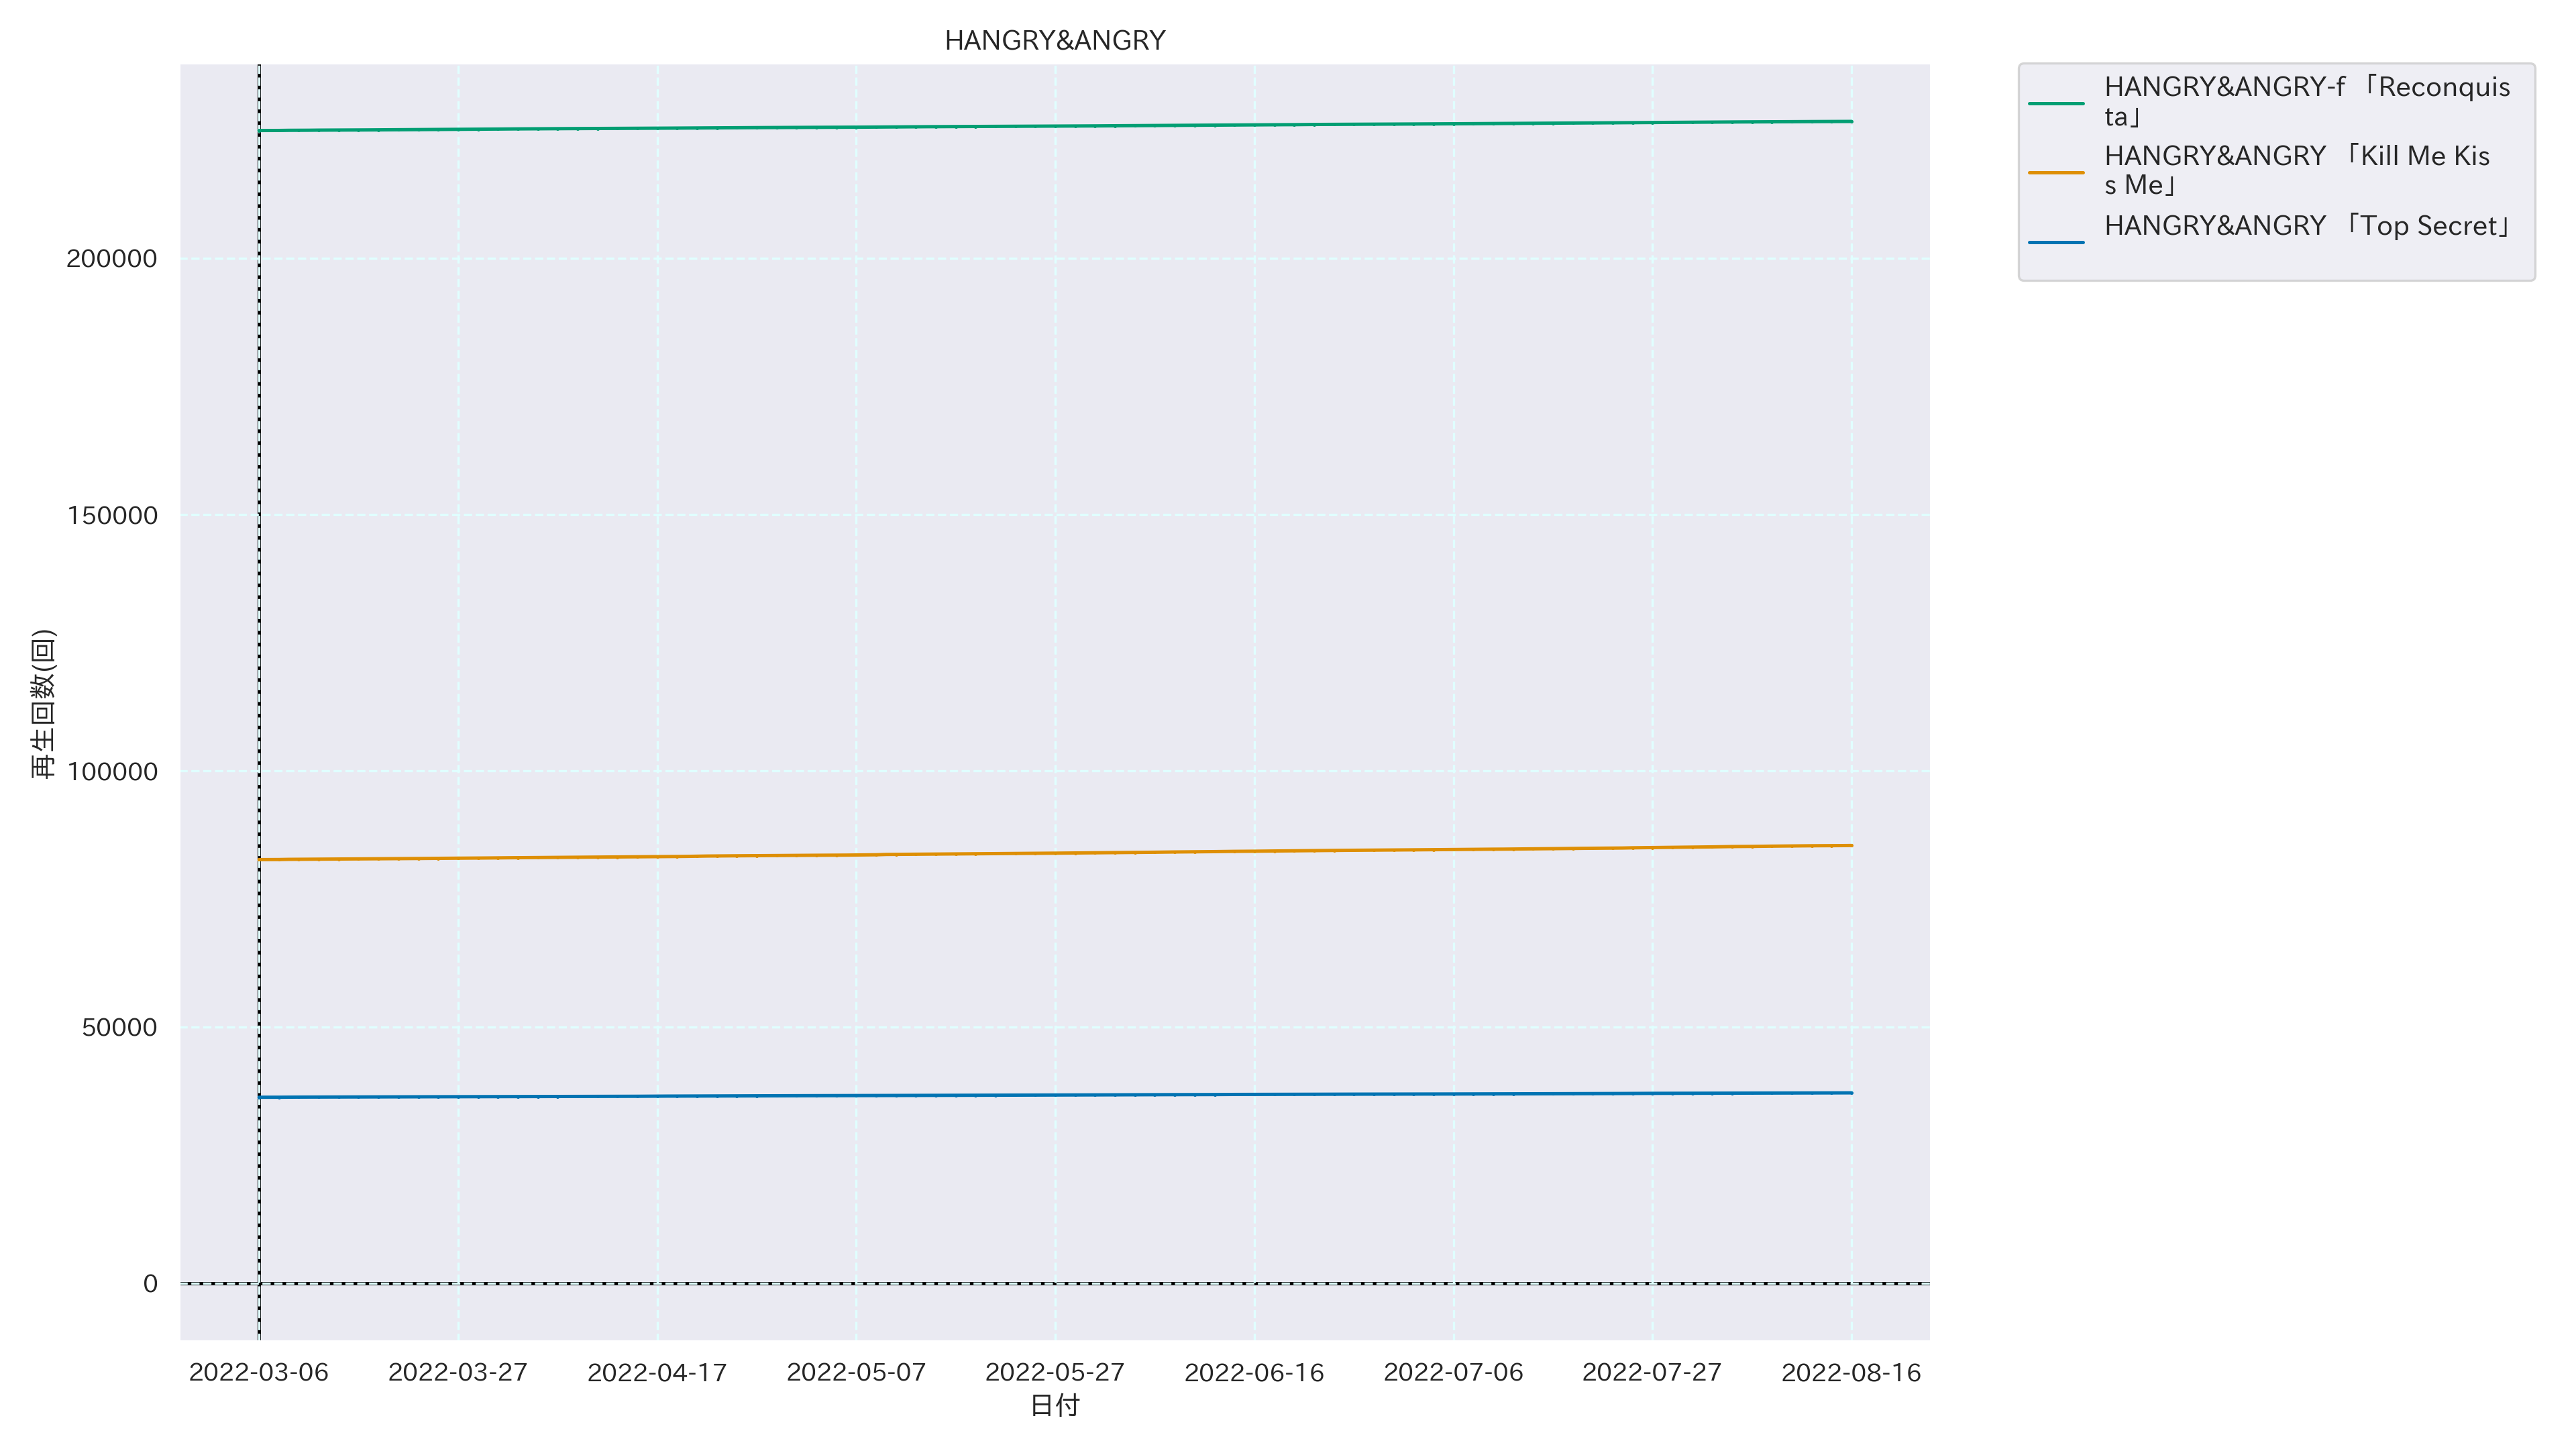 HANGRY&ANGRY
HANGRY&ANGRY-f 「Reconquis
ta」
HANGRY&ANGRY 「Kill Me Kis
s Me」
HANGRY&ANGRY 「Top Secret」
再生回数(回)
200000
150000
100000
50000
0
2022-03-06 2022-03-27 2022-04-17 2022-05-07 2022-05-27 2022-06-16 2022-07-06 2022-07-27 2022-08-16
日付